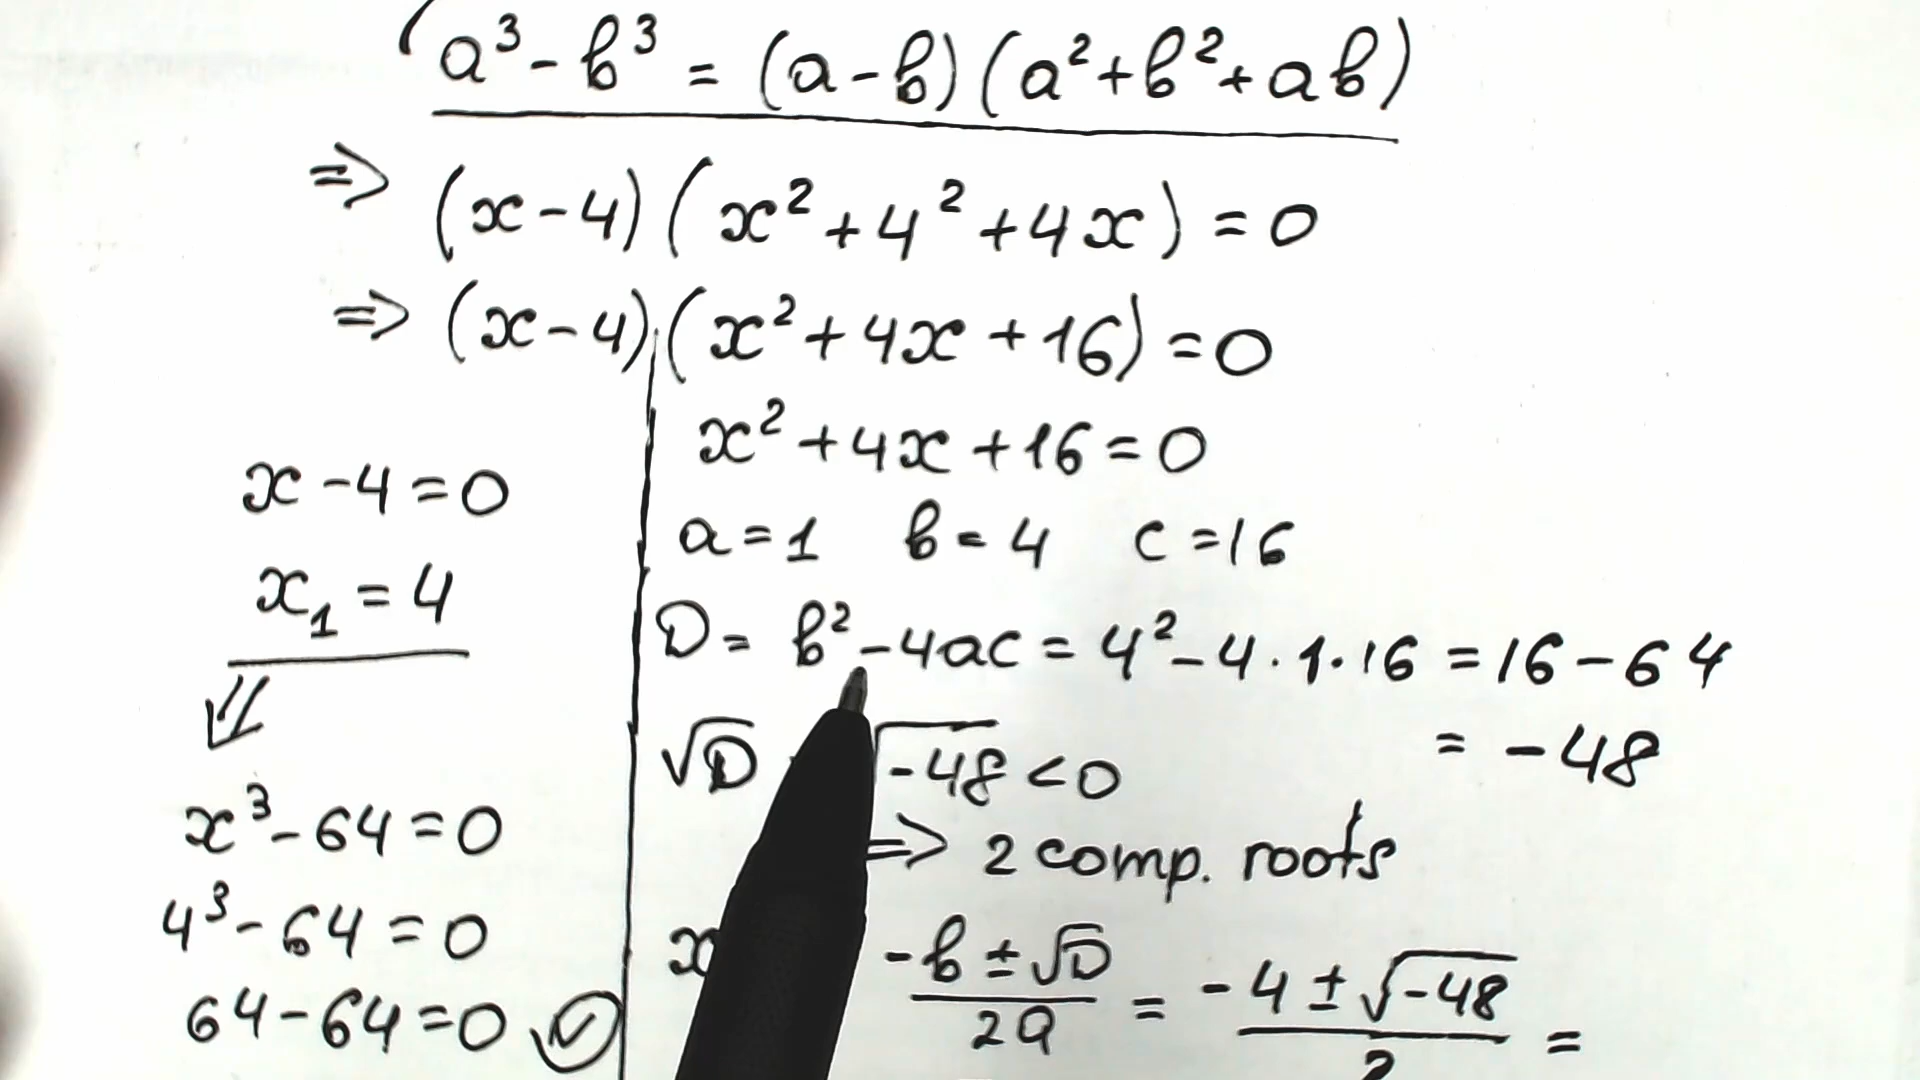 a³ - b³ = (a - b)(a² + b² + ab)
=> (x - 4)(x² + 4² + 4x) = 0
=> (x - 4)(x² + 4x + 16) = 0
x - 4 = 0
x₁ = 4
x³ - 64 = 0
4³ - 64 = 0
64 - 64 = 0
x² + 4x + 16 = 0
a = 1 b = 4 c = 16
D = b² - 4ac = 4² - 4·1·16 = 16 - 64
= -48
√D √-48 < 0
=> 2 comp. roots
x -b ± √D / 2a = -4 ± √-48 / 2 =